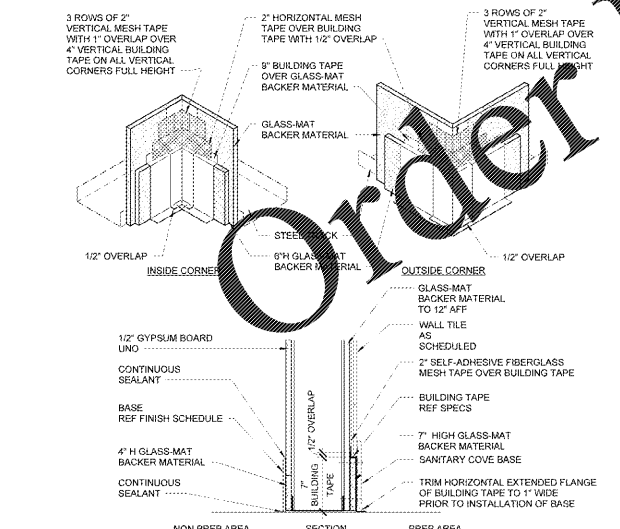 3 ROWS OF 2"
VERTICAL MESH TAPE
WITH 1" OVERLAP OVER
4" VERTICAL BUILDING
TAPE ON ALL VERTICAL
CORNERS FULL HEIGHT
2" HORIZONTAL MESH
TAPE OVER BUILDING
TAPE WITH 1/2" OVERLAP
9" BUILDING TAPE
OVER GLASS-MAT
BACKER MATERIAL
GLASS-MAT
BACKER MATERIAL
3 ROWS OF 2"
VERTICAL MESH TAPE
WITH 1" OVERLAP OVER
4" VERTICAL BUILDING
TAPE ON ALL VERTICAL
CORNERS FULL HEIGHT
Order
STEEL TRACK
6"H GLASS-MAT
BACKER MATERIAL
1/2" OVERLAP
INSIDE CORNER
OUTSIDE CORNER
1/2" OVERLAP
1/2" GYPSUM BOARD
UNO
CONTINUOUS
SEALANT
BASE
REF FINISH SCHEDULE
4" H GLASS-MAT
BACKER MATERIAL
CONTINUOUS
SEALANT
1/2" OVERLAP
7"
BUILDING
TAPE
GLASS-MAT
BACKER MATERIAL
TO 12" AFF
WALL TILE
AS
SCHEDULED
2" SELF-ADHESIVE FIBERGLASS
MESH TAPE OVER BUILDING TAPE
BUILDING TAPE
REF SPECS
7" HIGH GLASS-MAT
BACKER MATERIAL
SANITARY COVE BASE
TRIM HORIZONTAL EXTENDED FLANGE
OF BUILDING TAPE TO 1" WIDE
PRIOR TO INSTALLATION OF BASE
NON PREP AREA
SECTION
PREP AREA